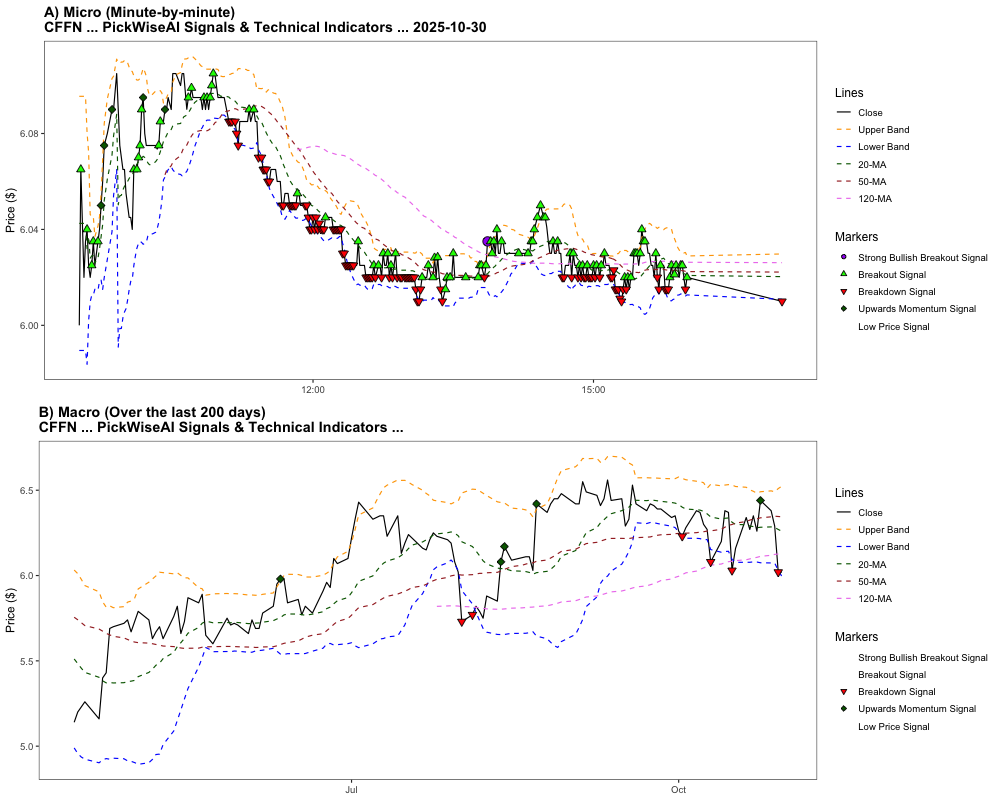 A) Micro (Minute-by-minute)
CFFN ... PickWiseAI Signals & Technical Indicators ... 2025-10-30
Price ($)
6.08
6.04
6.00
12:00
15:00
Lines
Close
Upper Band
Lower Band
20-MA
50-MA
120-MA
Markers
Strong Bullish Breakout Signal
Breakout Signal
Breakdown Signal
Upwards Momentum Signal
Low Price Signal
B) Macro (Over the last 200 days)
CFFN ... PickWiseAI Signals & Technical Indicators ...
Price ($)
6.5
6.0
5.5
5.0
Jul
Oct
Lines
Close
Upper Band
Lower Band
20-MA
50-MA
120-MA
Markers
Strong Bullish Breakout Signal
Breakout Signal
Breakdown Signal
Upwards Momentum Signal
Low Price Signal